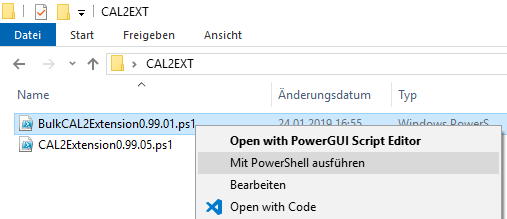 CAL2EXT
Datei Start Freigeben Ansicht
CAL2EXT
Name Änderungsdatum Typ
BulkCAL2Extension0.99.01.ps1 24.01.2019 16:55 Windows PowerS
CAL2Extension0.99.05.ps1
Open with PowerGUI Script Editor
Mit PowerShell ausführen
Bearbeiten
Open with Code